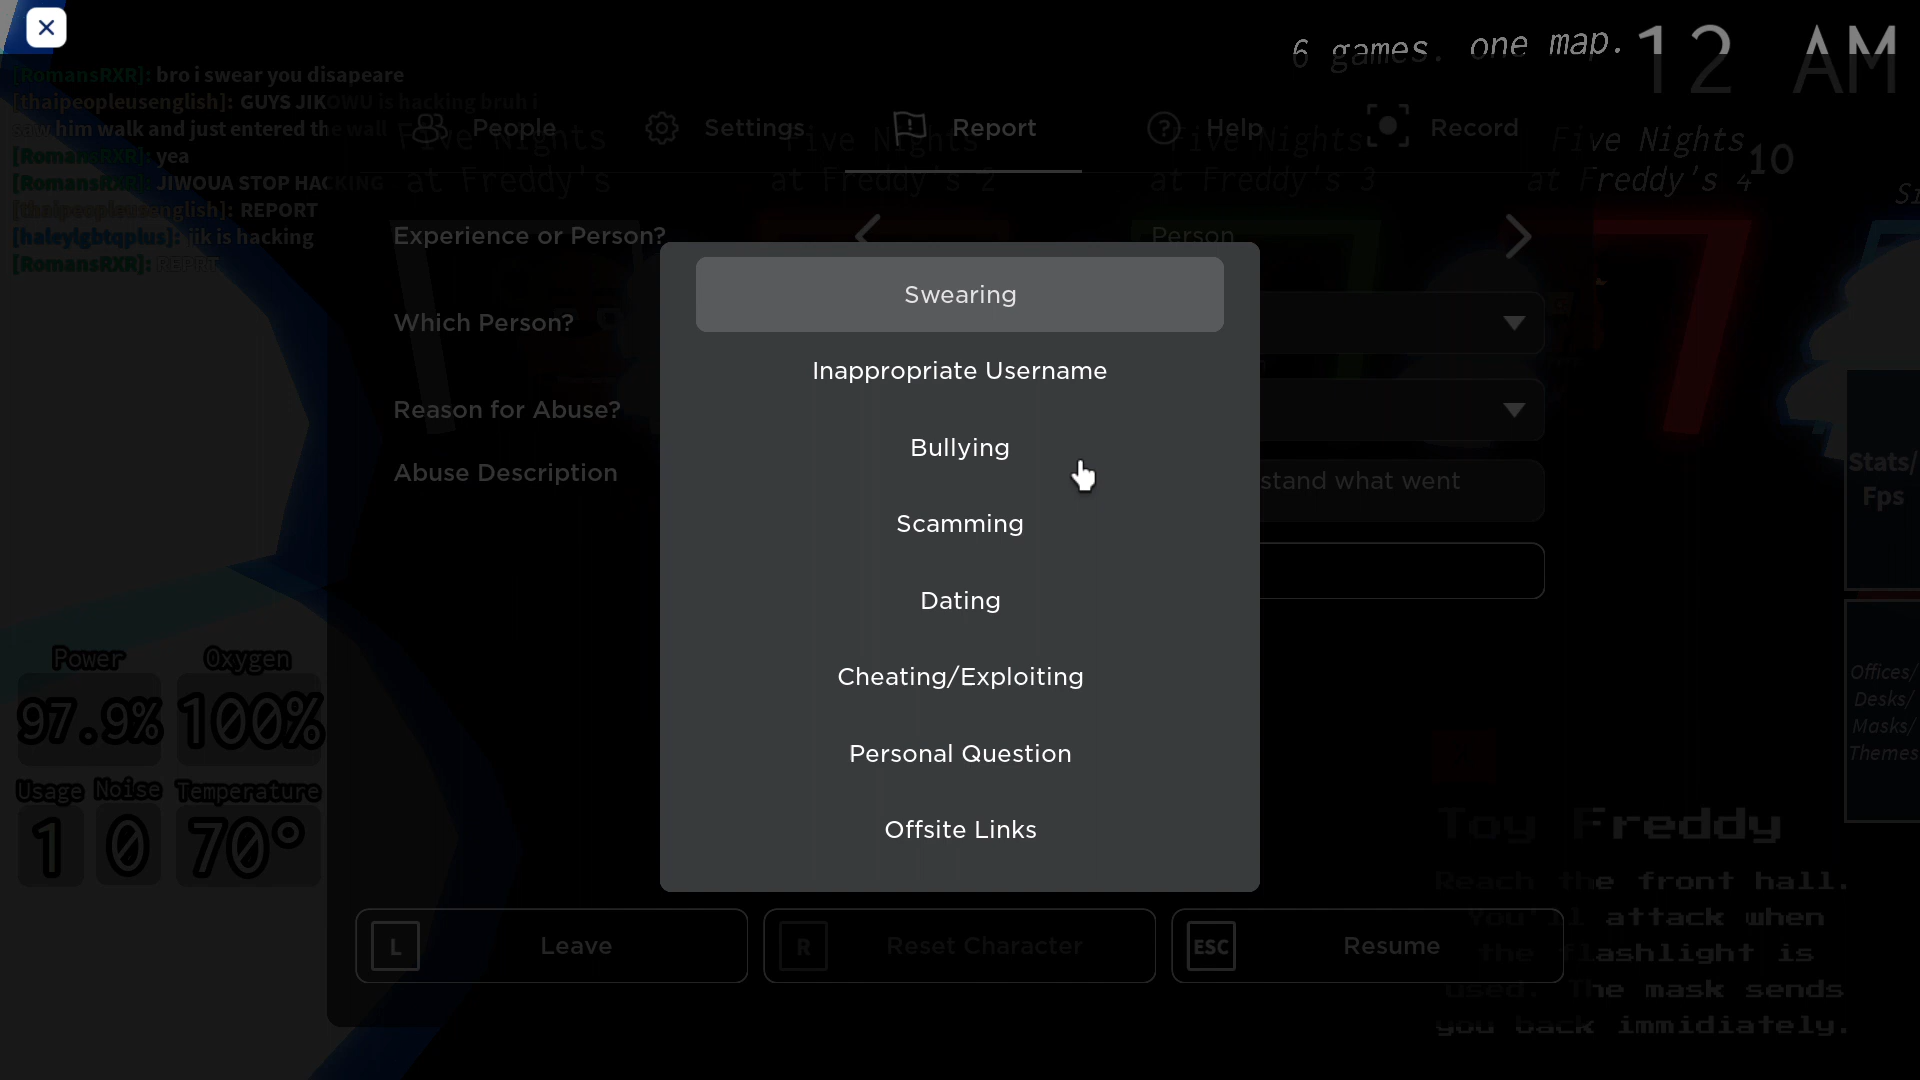 6 games. one map.
12 AM
[RomansRXR]: bro i swear you disapeare
[thaipeopleusenglish]: GUYS JIKOWU is hacking bruh i
saw him walk and just entered the wall
[RomansRXR]: yea
[RomansRXR]: JIWOUA STOP HACKING
[thaipeopleusenglish]: REPORT
[haleylgbtqplus]: jik is hacking
[RomansRXR]: REPRT
People
Settings
Report
Help
Record
Five Nights
at Freddy's
Five Nights
at Freddy's 2
Five Nights
at Freddy's 3
Five Nights
at Freddy's 4
10
Experience or Person?
Person
Which Person?
Reason for Abuse?
Abuse Description
stand what went
Swearing
Inappropriate Username
Bullying
Scamming
Dating
Cheating/Exploiting
Personal Question
Offsite Links
Stats/
Fps
Offices/
Desks/
Masks/
Themes
Power
Oxygen
97.9%
100%
Usage
Noise
Temperature
1
0
70°
Toy Freddy
Reach the front hall.
You'll attack when
the flashlight is
used. The mask sends
you back immidiately.
L
Leave
R
Reset Character
ESC
Resume